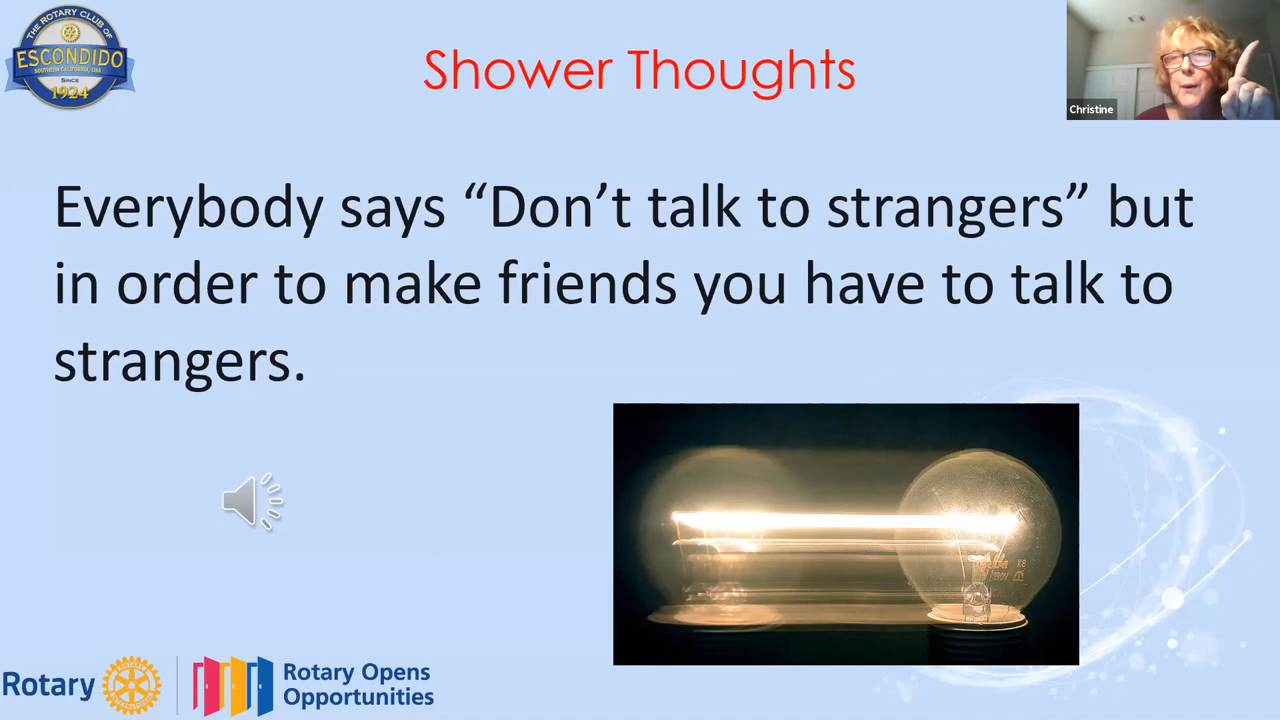 THE ROTARY CLUB OF
ESCONDIDO
SOUTHERN CALIFORNIA, USA
SINCE
1924
Shower Thoughts
Christine
Everybody says “Don’t talk to strangers” but
in order to make friends you have to talk to
strangers.
Rotary
Rotary Opens
Opportunities